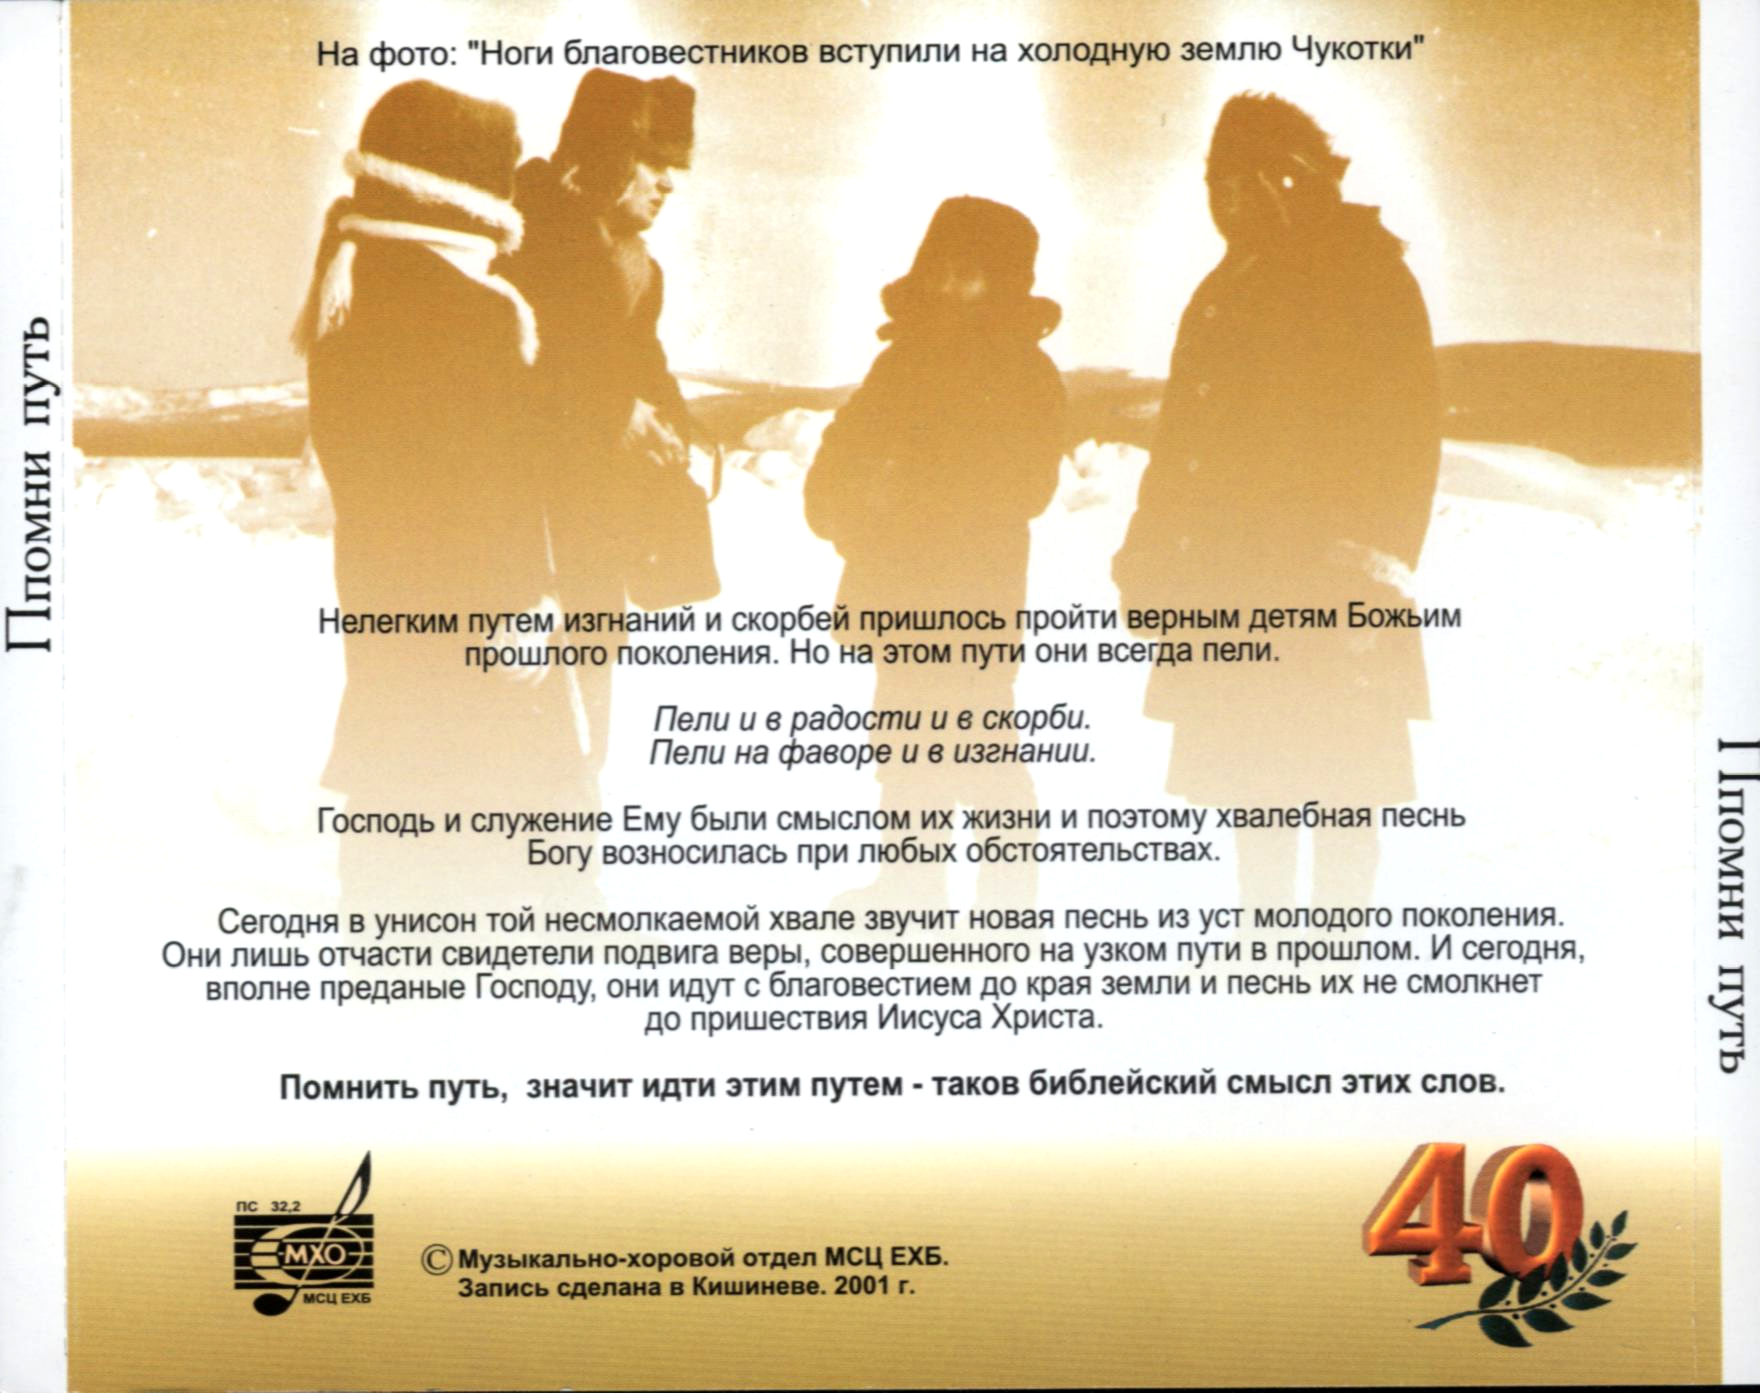 На фото: "Ноги благовестников вступили на холодную землю Чукотки"
Ппомни путь
Нелегким путем изгнаний и скорбей пришлось пройти верным детям Божьим
прошлого поколения. Но на этом пути они всегда пели.
Пели и в радости и в скорби.
Пели на фаворе и в изгнании.
Господь и служение Ему были смыслом их жизни и поэтому хвалебная песнь
Богу возносилась при любых обстоятельствах.
Сегодня в унисон той несмолкаемой хвале звучит новая песнь из уст молодого поколения.
Они лишь отчасти свидетели подвига веры, совершенного на узком пути в прошлом. И сегодня,
вполне преданые Господу, они идут с благовестием до края земли и песнь их не смолкнет
до пришествия Иисуса Христа.
Помнить путь, значит идти этим путем - таков библейский смысл этих слов.
Ппомни путь
ПС 32,2
МХО
МСЦ ЕХБ
© Музыкально-хоровой отдел МСЦ ЕХБ.
Запись сделана в Кишиневе. 2001 г.
40